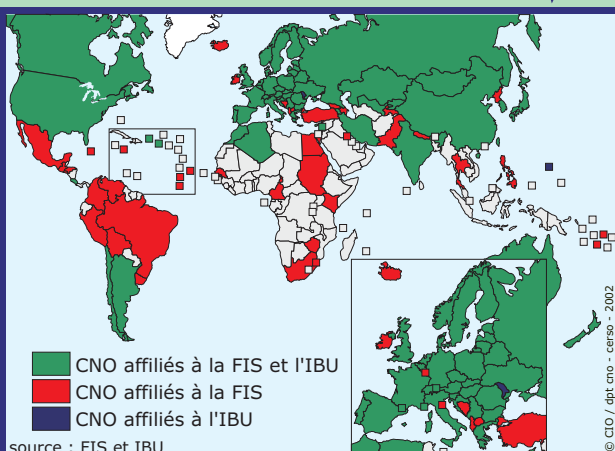 CNO affiliés à la FIS et l'IBU
CNO affiliés à la FIS
CNO affiliés à l'IBU
source : FIS et IBU
© CIO / dpt cno - cerso - 2002